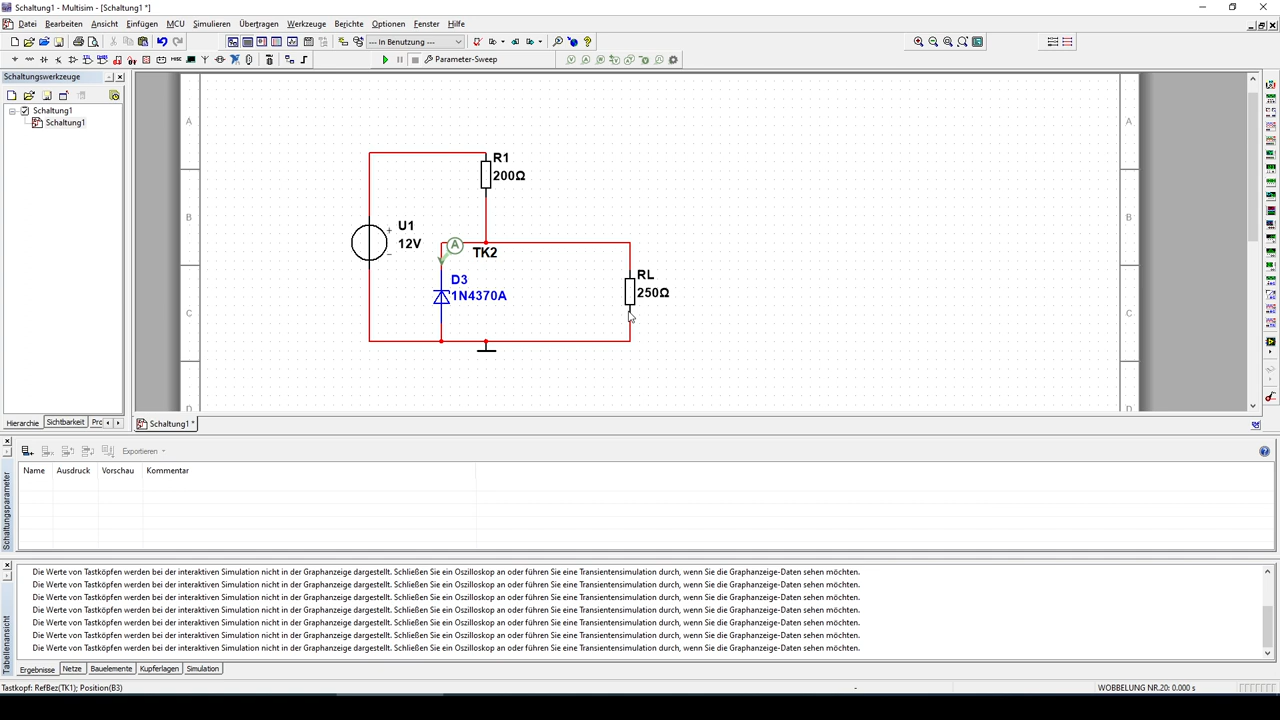 Schaltung1 - Multisim - [Schaltung1 *]
Datei Bearbeiten Ansicht Einfügen MCU Simulieren Übertragen Werkzeuge Berichte Optionen Fenster Hilfe
--- In Benutzung ---
Parameter-Sweep
Schaltungswerkzeuge
Schaltung1
Schaltung1
A
A
B
B
C
C
D
D
R1
200Ω
U1
12V
+
−
A
TK2
D3
1N4370A
RL
250Ω
Hierarchie Sichtbarkeit
Schaltung1 *
Exportieren
Name Ausdruck Vorschau Kommentar
Schaltungsparameter
Die Werte von Tastköpfen werden bei der interaktiven Simulation nicht in der Graphanzeige dargestellt. Schließen Sie ein Oszilloskop an oder führen Sie eine Transientensimulation durch, wenn Sie die Graphanzeige-Daten sehen möchten.
Die Werte von Tastköpfen werden bei der interaktiven Simulation nicht in der Graphanzeige dargestellt. Schließen Sie ein Oszilloskop an oder führen Sie eine Transientensimulation durch, wenn Sie die Graphanzeige-Daten sehen möchten.
Die Werte von Tastköpfen werden bei der interaktiven Simulation nicht in der Graphanzeige dargestellt. Schließen Sie ein Oszilloskop an oder führen Sie eine Transientensimulation durch, wenn Sie die Graphanzeige-Daten sehen möchten.
Die Werte von Tastköpfen werden bei der interaktiven Simulation nicht in der Graphanzeige dargestellt. Schließen Sie ein Oszilloskop an oder führen Sie eine Transientensimulation durch, wenn Sie die Graphanzeige-Daten sehen möchten.
Die Werte von Tastköpfen werden bei der interaktiven Simulation nicht in der Graphanzeige dargestellt. Schließen Sie ein Oszilloskop an oder führen Sie eine Transientensimulation durch, wenn Sie die Graphanzeige-Daten sehen möchten.
Die Werte von Tastköpfen werden bei der interaktiven Simulation nicht in der Graphanzeige dargestellt. Schließen Sie ein Oszilloskop an oder führen Sie eine Transientensimulation durch, wenn Sie die Graphanzeige-Daten sehen möchten.
Die Werte von Tastköpfen werden bei der interaktiven Simulation nicht in der Graphanzeige dargestellt. Schließen Sie ein Oszilloskop an oder führen Sie eine Transientensimulation durch, wenn Sie die Graphanzeige-Daten sehen möchten.
Tabellenansicht
Ergebnisse Netze Bauelemente Kupferlagen Simulation
Tastkopf: RefBez(TK1); Position(B3) - WOBBELUNG NR.20: 0.000 s